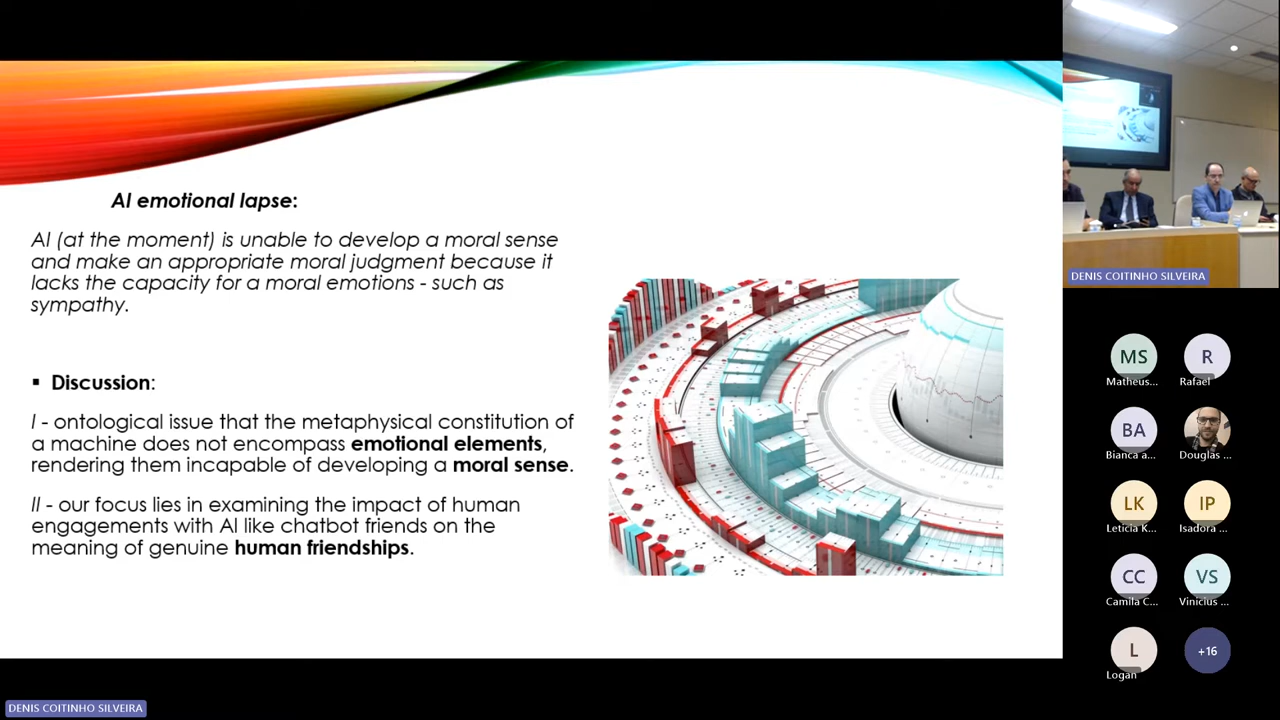 AI emotional lapse:
AI (at the moment) is unable to develop a moral sense
and make an appropriate moral judgment because it
lacks the capacity for a moral emotions - such as
sympathy.
▪ Discussion:
I - ontological issue that the metaphysical constitution of
a machine does not encompass emotional elements,
rendering them incapable of developing a moral sense.
II - our focus lies in examining the impact of human
engagements with AI like chatbot friends on the
meaning of genuine human friendships.
DENIS COITINHO SILVEIRA
MS
R
Matheus...
Rafael
BA
Bianca a...
Douglas ...
LK
IP
Letícia K...
Isadora ...
CC
VS
Camila C...
Vinicius ...
L
+16
Logan
DENIS COITINHO SILVEIRA